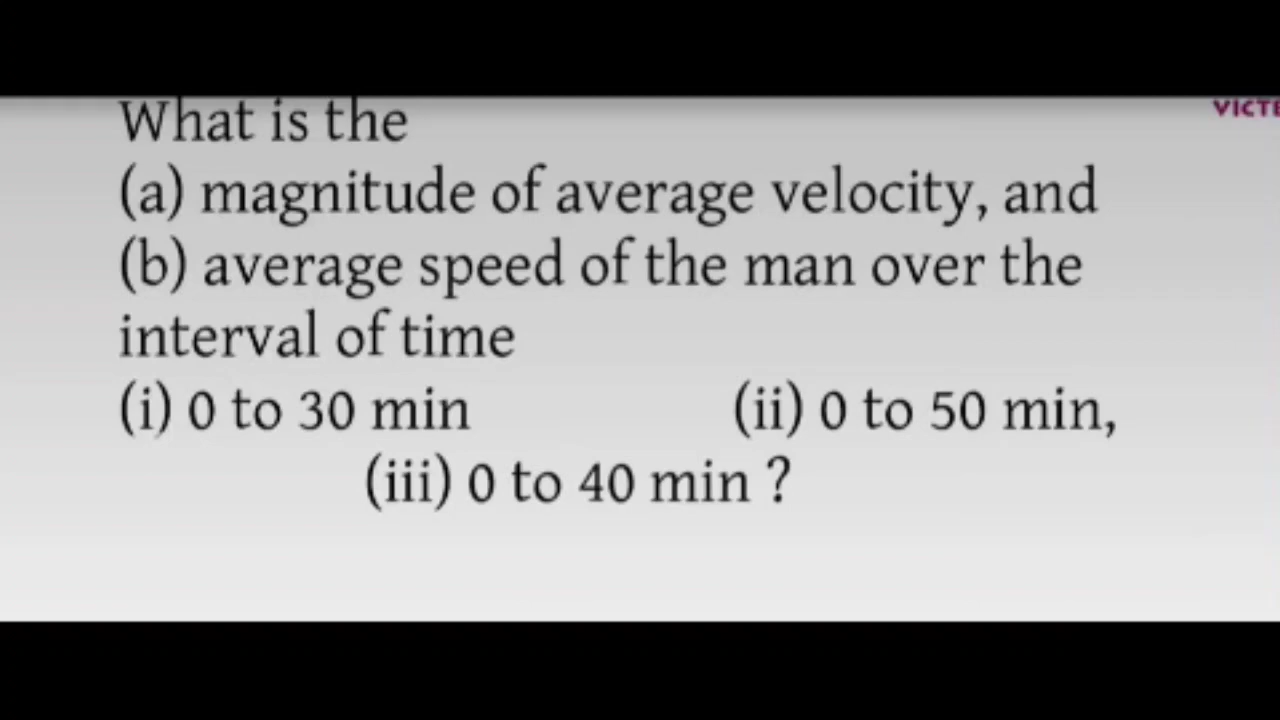 What is the
(a) magnitude of average velocity, and
(b) average speed of the man over the
interval of time
(i) 0 to 30 min (ii) 0 to 50 min,
(iii) 0 to 40 min ?